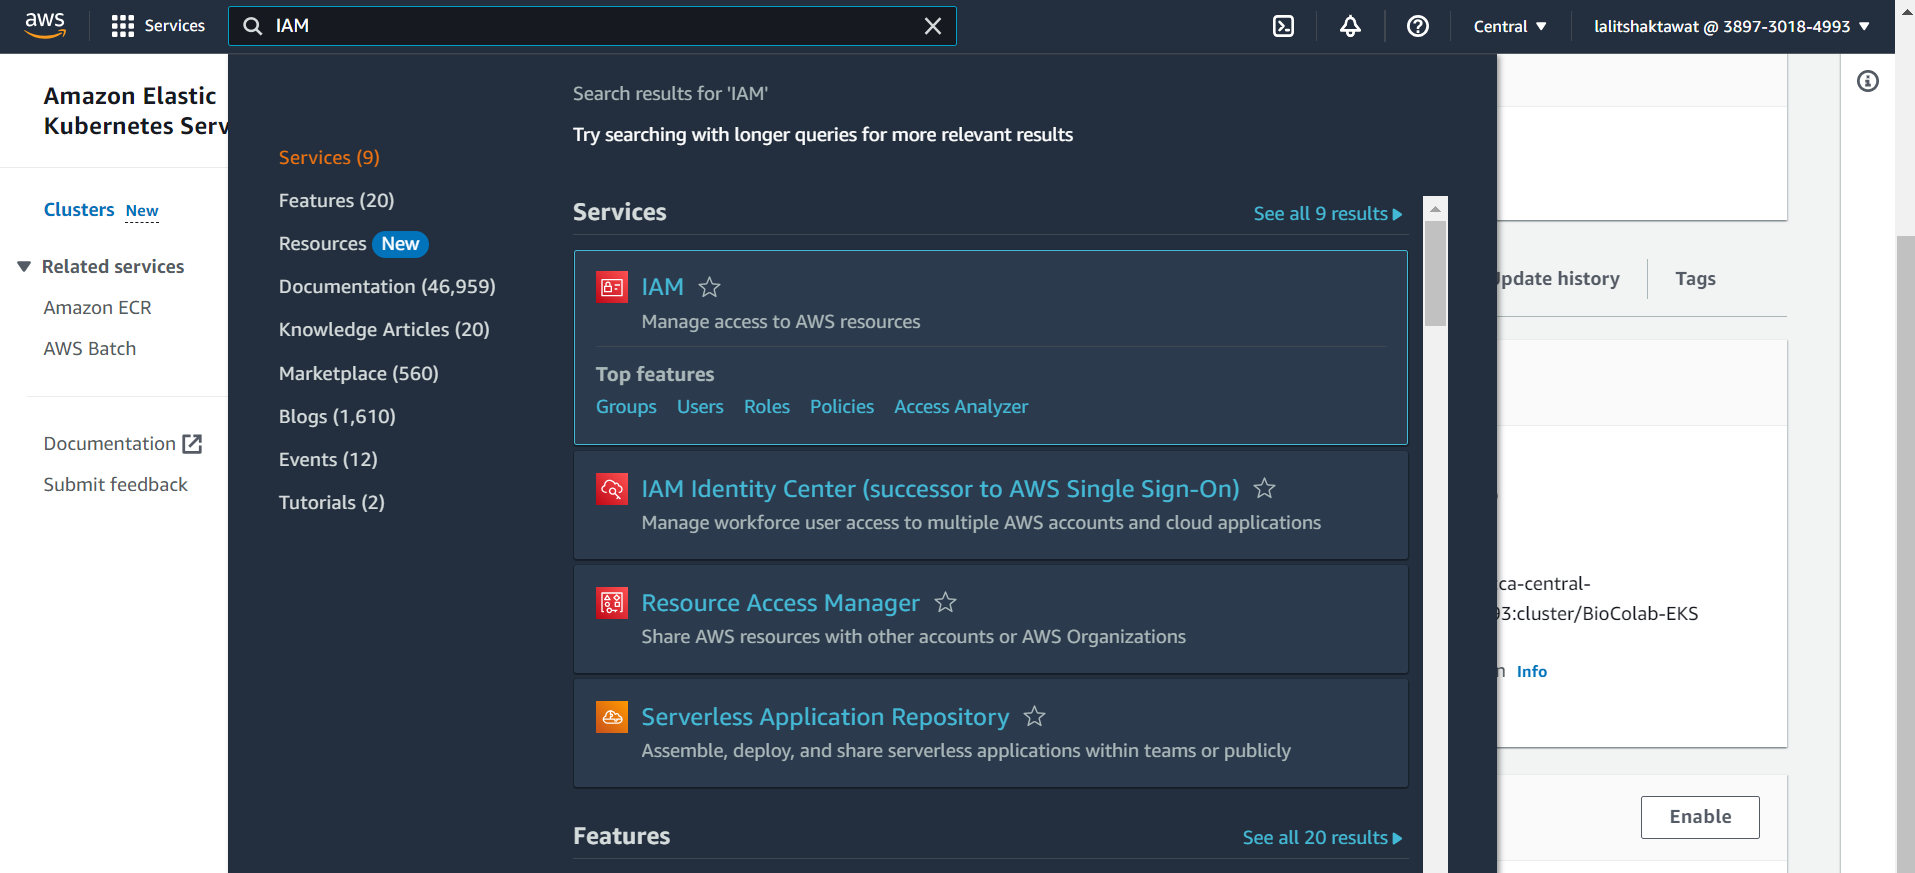 aws
Services
IAM
Central
lalitshaktawat @ 3897-3018-4993
Amazon Elastic
Kubernetes Serv
Clusters New
Related services
Amazon ECR
AWS Batch
Documentation
Submit feedback
Services (9)
Features (20)
Resources New
Documentation (46,959)
Knowledge Articles (20)
Marketplace (560)
Blogs (1,610)
Events (12)
Tutorials (2)
Search results for 'IAM'
Try searching with longer queries for more relevant results
Services
See all 9 results
IAM
Manage access to AWS resources
Top features
Groups Users Roles Policies Access Analyzer
IAM Identity Center (successor to AWS Single Sign-On)
Manage workforce user access to multiple AWS accounts and cloud applications
Resource Access Manager
Share AWS resources with other accounts or AWS Organizations
Serverless Application Repository
Assemble, deploy, and share serverless applications within teams or publicly
Features
See all 20 results
Update history
Tags
ca-central-
93:cluster/BioColab-EKS
n Info
Enable